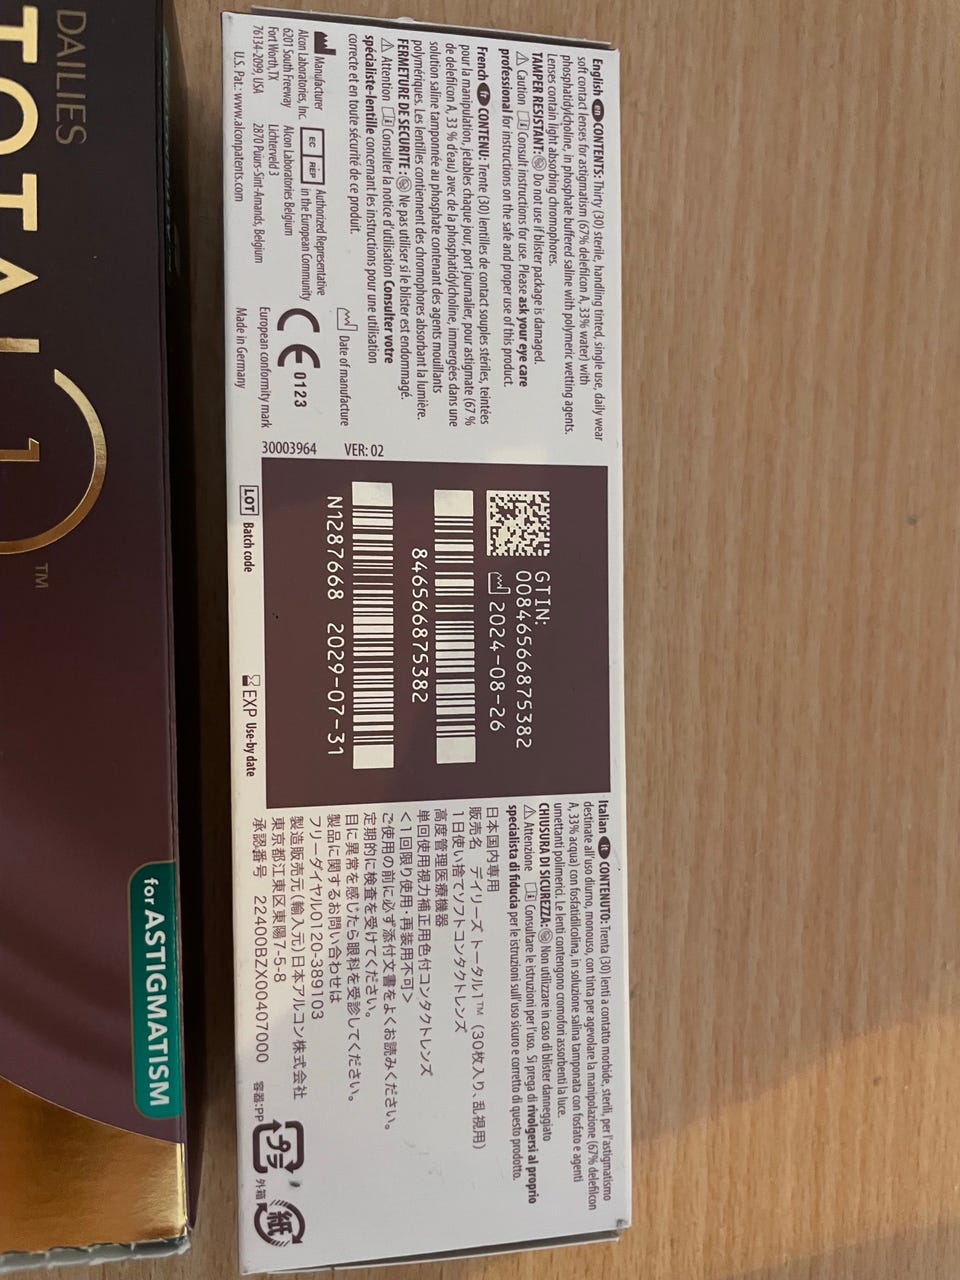 English en CONTENTS: Thirty (30) sterile, handling tinted, single use, daily wear
soft contact lenses for astigmatism (67% delefilcon A, 33% water) with
phosphatidylcholine, in phosphate buffered saline with polymeric wetting agents.
Lenses contain light absorbing chromophores.
TAMPER RESISTANT: Do not use if blister package is damaged.
Caution Consult instructions for use. Please ask your eye care
professional for instructions on the safe and proper use of this product.
French fr CONTENU: Trente (30) lentilles de contact souples stériles, teintées
pour la manipulation, jetables chaque jour, port journalier, pour astigmate (67 %
de delefilcon A, 33 % d'eau) avec de la phosphatidylcholine, immergées dans une
solution saline tamponnée au phosphate contenant des agents mouillants
polymériques. Les lentilles contiennent des chromophores absorbant la lumière.
FERMETURE DE SECURITE : Ne pas utiliser si le blister est endommagé.
Attention Consulter la notice d'utilisation Consulter votre
spécialiste-lentille concernant les instructions pour une utilisation
correcte et en toute sécurité de ce produit.
Manufacturer
Alcon Laboratories, Inc.
6201 South Freeway
Fort Worth, TX
76134-2099, USA
U.S. Pat.: www.alconpatents.com
EC REP Authorized Representative
in the European Community
Alcon Laboratories Belgium
Lichterveld 3
2870 Puurs-Sint-Amands, Belgium
Date of manufacture
CE 0123
European conformity mark
Made in Germany
30003964 VER: 02
GTIN:
00846566875382
2024-08-26
846566875382
N1287668 2029-07-31
LOT Batch code
EXP Use-by date
Italian it CONTENUTO: Trenta (30) lenti a contatto morbide, sterili, per l'astigmatismo
destinate all'uso diurno, monouso, con tinta per agevolare la manipolazione (67% delefilcon
A, 33% acqua) con fosfatidilcolina, in soluzione salina tamponata con fosfato e agenti
umettanti polimerici. Le lenti contengono cromofori assorbenti la luce.
CHIUSURA DI SICUREZZA: Non utilizzare in caso di blister danneggiato
Attenzione Consultare le istruzioni per l'uso. Si prega di rivolgersi al proprio
specialista di fiducia per le istruzioni sull'uso sicuro e corretto di questo prodotto.
日本国内専用
販売名 デイリーズ トータル1™ (30枚入り、乱視用)
1日使い捨てソフトコンタクトレンズ
高度管理医療機器
単回使用視力補正用色付コンタクトレンズ
<1回限り使用・再装用不可>
ご使用の前に必ず添付文書をよくお読みください。
定期的に検査を受けてください。
目に異常を感じたら眼科を受診してください。
製品に関するお問い合わせは
フリーダイヤル0120-389103
製造販売元(輸入元)日本アルコン株式会社
東京都江東区東陽7-5-8
承認番号 22400BZX00407000
容器:PP プラ
外箱 紙
DAILIES
TOTAL 1™
for ASTIGMATISM